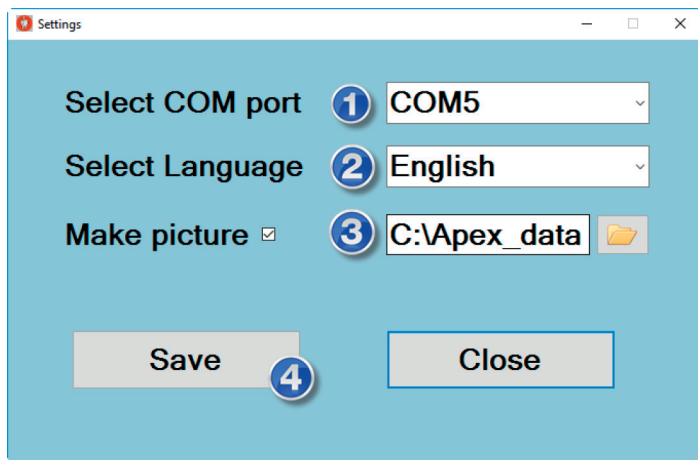 Settings
Select COM port 1 COM5
Select Language 2 English
Make picture 3 C:\Apex_data
Save 4 Close